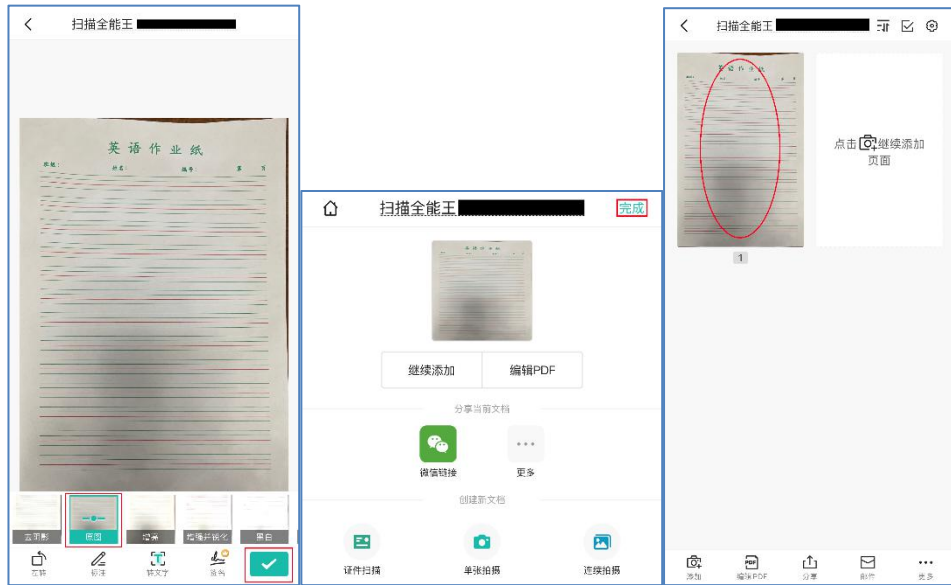 扫描全能王
英语作业纸
班级： 姓名 编号 第 页
去阴影 原图 增亮 增强并锐化 黑白
左转 标注 转文字 签名
扫描全能王 完成
继续添加 编辑PDF
分享当前文档
微信链接 更多
创建新文档
证件扫描 单张拍摄 连续拍摄
扫描全能王
英语作业纸
点击 继续添加
页面
1
添加 编辑PDF 分享 邮件 更多